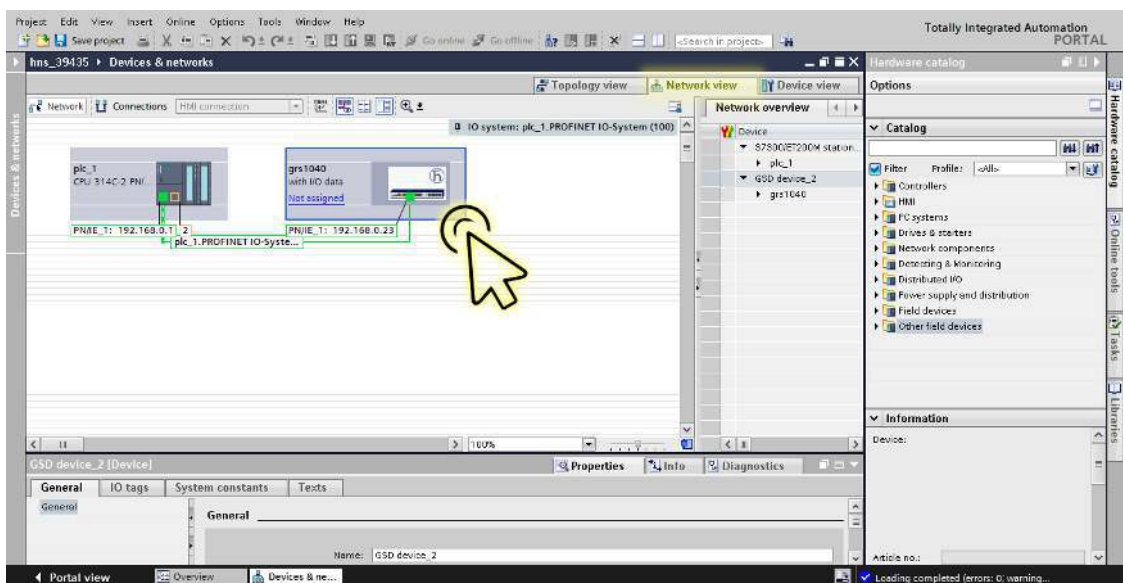 Project Edit View Insert Online Options Tools Window Help
Totally Integrated Automation
PORTAL
Save project
Go online
Go offline
<Search in project>
hns_39435 ▸ Devices & networks
Hardware catalog
Topology view
Network view
Device view
Options
Network
Connections
HMI connection
Network overview
IO system: plc_1.PROFINET IO-System (100)
Device
S7300/ET200M station...
plc_1
GSD device_2
grs1040
plc_1
CPU 314C-2 PN/...
grs1040
with I/O data
Not assigned
PN/IE_1: 192.168.0.1
2
PN/IE_1: 192.168.0.23
plc_1.PROFINET IO-Syste...
Catalog
Filter
Profile:
<All>
Controllers
HMI
PC systems
Drives & starters
Network components
Detecting & Monitoring
Distributed I/O
Power supply and distribution
Field devices
Other field devices
Devices & networks
Hardware catalog
Online tools
Tasks
Libraries
100%
Information
Device:
Article no.:
GSD device_2 [Device]
Properties
Info
Diagnostics
General
IO tags
System constants
Texts
General
General
Name:
GSD device_2
Portal view
Overview
Devices & ne...
Loading completed (errors: 0; warning...